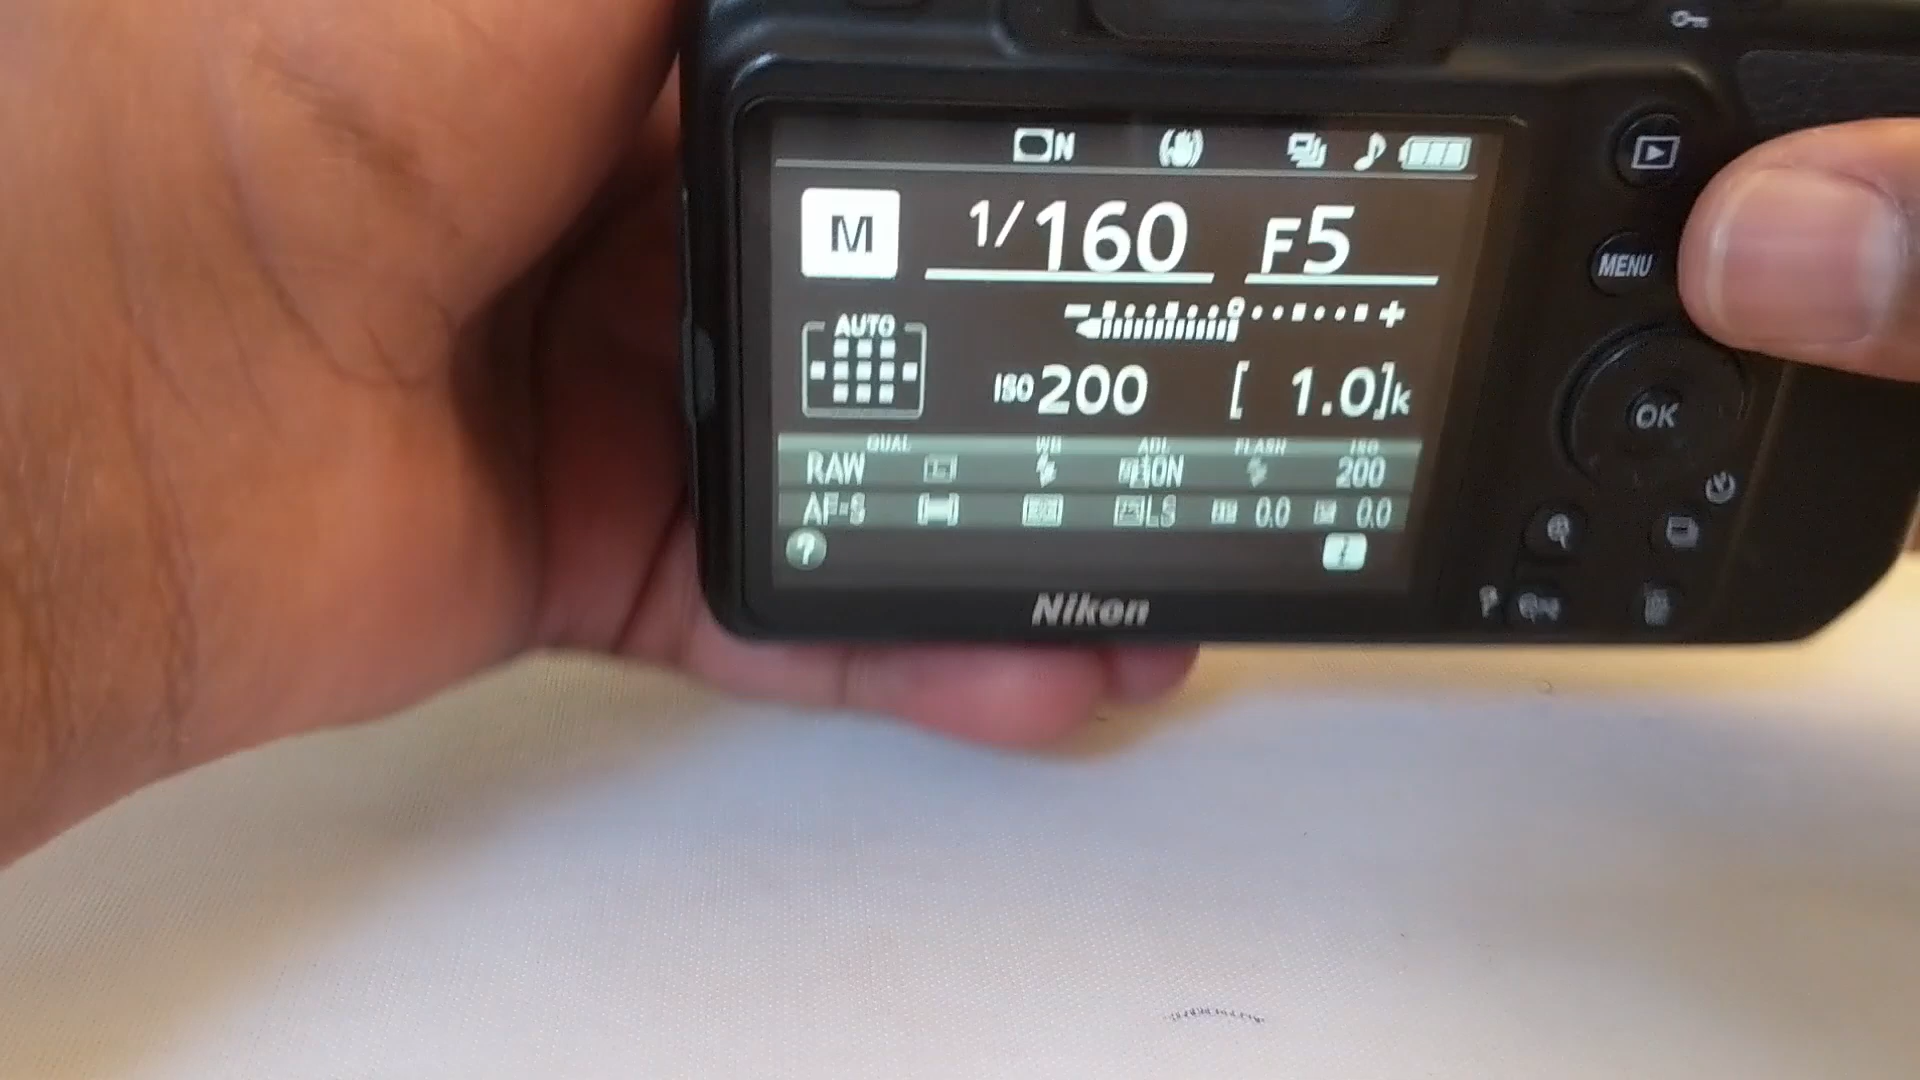 N
M 1/160 F5
- +
AUTO
ISO 200 [ 1.0]k
QUAL WB ADL FLASH ISO
RAW L ON 200
AF-S LS 0.0 0.0
? i
Nikon
MENU
OK
?